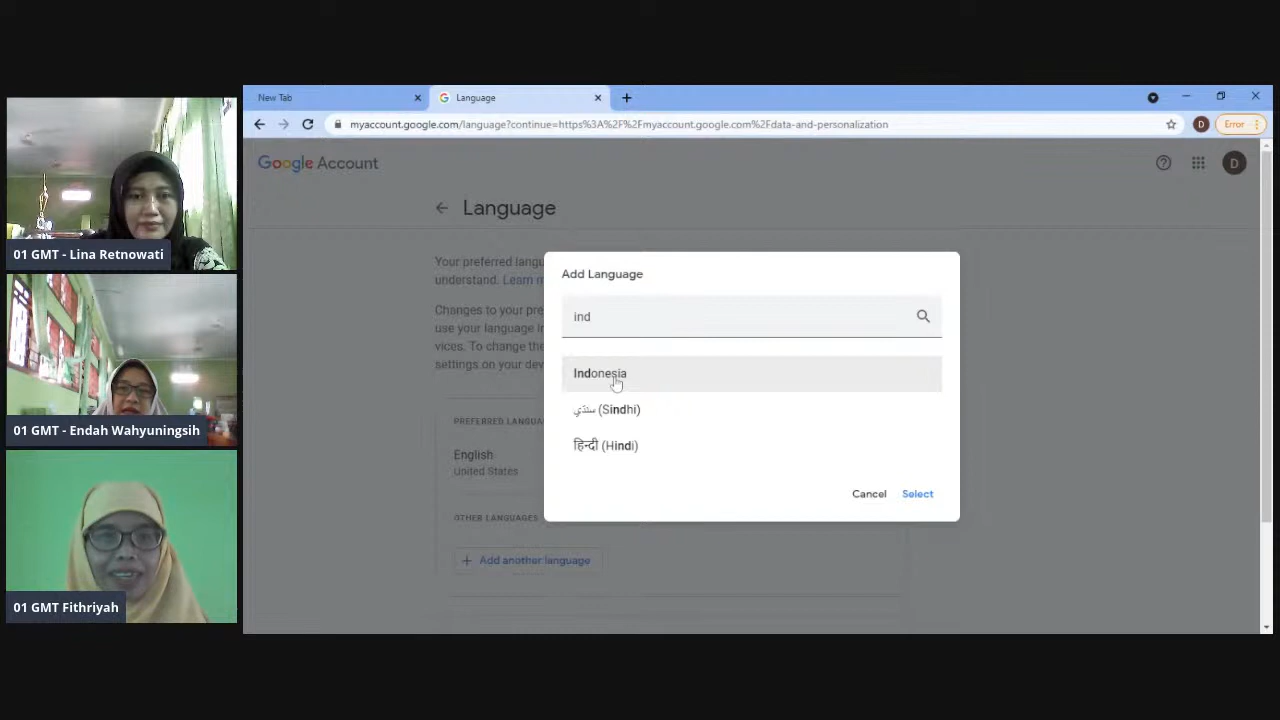 01 GMT - Lina Retnowati
01 GMT - Endah Wahyuningsih
01 GMT Fithriyah
New Tab
Language
myaccount.google.com/language?continue=https%3A%2F%2Fmyaccount.google.com%2Fdata-and-personalization
D
Error
Google Account
D
Language
Your preferred langu
understand. Learn m
Changes to your pre
use your language in
vices. To change the
settings on your dev
PREFERRED LANGUA
English
United States
OTHER LANGUAGES
+ Add another language
Add Language
ind
Indonesia
سنڌي (Sindhi)
हिन्दी (Hindi)
Cancel
Select